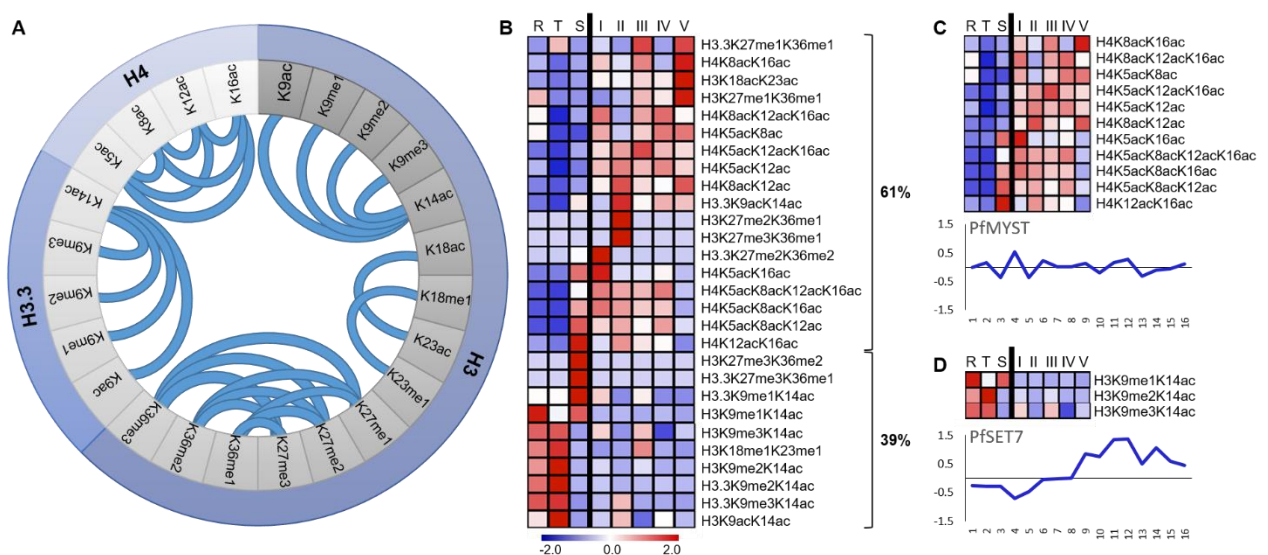 A
H4
H3
H3.3
K9ac
K9me1
K9me2
K9me3
K14ac
K18ac
K18me1
K23ac
K23me1
K27me1
K27me2
K27me3
K36me1
K36me2
K36me3
K9ac
K9me1
K9me2
K9me3
K14ac
K5ac
K8ac
K12ac
K16ac
B
R T S I II III IV V
H3.3K27me1K36me1
H4K8acK16ac
H3K18acK23ac
H3K27me1K36me1
H4K8acK12acK16ac
H4K5acK8ac
H4K5acK12acK16ac
H4K5acK12ac
H4K8acK12ac
H3.3K9acK14ac
H3K27me2K36me1
H3K27me3K36me1
H3.3K27me2K36me2
H4K5acK16ac
H4K5acK8acK12acK16ac
H4K5acK8acK16ac
H4K5acK8acK12ac
H4K12acK16ac
H3K27me3K36me2
H3.3K27me3K36me1
H3.3K9me1K14ac
H3K9me1K14ac
H3K9me3K14ac
H3K18me1K23me1
H3K9me2K14ac
H3.3K9me2K14ac
H3.3K9me3K14ac
H3K9acK14ac
61%
39%
-2.0 0.0 2.0
C
R T S I II III IV V
H4K8acK16ac
H4K8acK12acK16ac
H4K5acK8ac
H4K5acK12acK16ac
H4K5acK12ac
H4K8acK12ac
H4K5acK16ac
H4K5acK8acK12acK16ac
H4K5acK8acK16ac
H4K5acK8acK12ac
H4K12acK16ac
PfMYST
1.5
0.5
-0.5
-1.5
1 2 3 4 5 6 7 8 9 10 11 12 13 14 15 16
D
R T S I II III IV V
H3K9me1K14ac
H3K9me2K14ac
H3K9me3K14ac
PfSET7
1.5
0.5
-0.5
-1.5
1 2 3 4 5 6 7 8 9 10 11 12 13 14 15 16